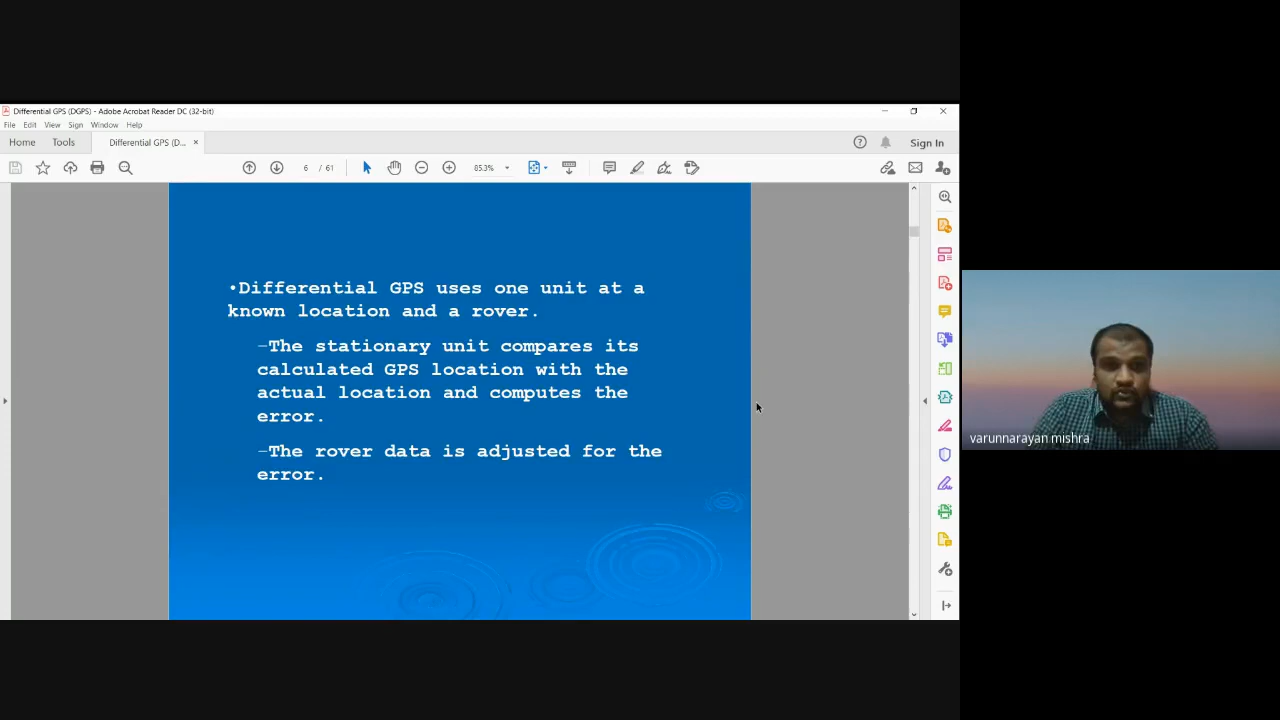 Differential GPS (DGPS) - Adobe Acrobat Reader DC (32-bit)
File Edit View Sign Window Help
Home Tools Differential GPS (D... × Sign In
6 / 61 85.3%
•Differential GPS uses one unit at a
known location and a rover.
–The stationary unit compares its
calculated GPS location with the
actual location and computes the
error.
–The rover data is adjusted for the
error.
varunnarayan mishra